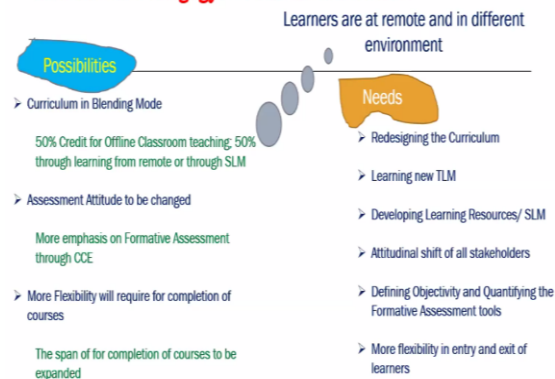 Learners are at remote and in different
environment
Possibilities
➢ Curriculum in Blending Mode
50% Credit for Offline Classroom teaching; 50%
through learning from remote or through SLM
➢ Assessment Attitude to be changed
More emphasis on Formative Assessment
through CCE
➢ More Flexibility will require for completion of
courses
The span of for completion of courses to be
expanded
Needs
➢ Redesigning the Curriculum
➢ Learning new TLM
➢ Developing Learning Resources/ SLM
➢ Attitudinal shift of all stakeholders
➢ Defining Objectivity and Quantifying the
Formative Assessment tools
➢ More flexibility in entry and exit of
learners